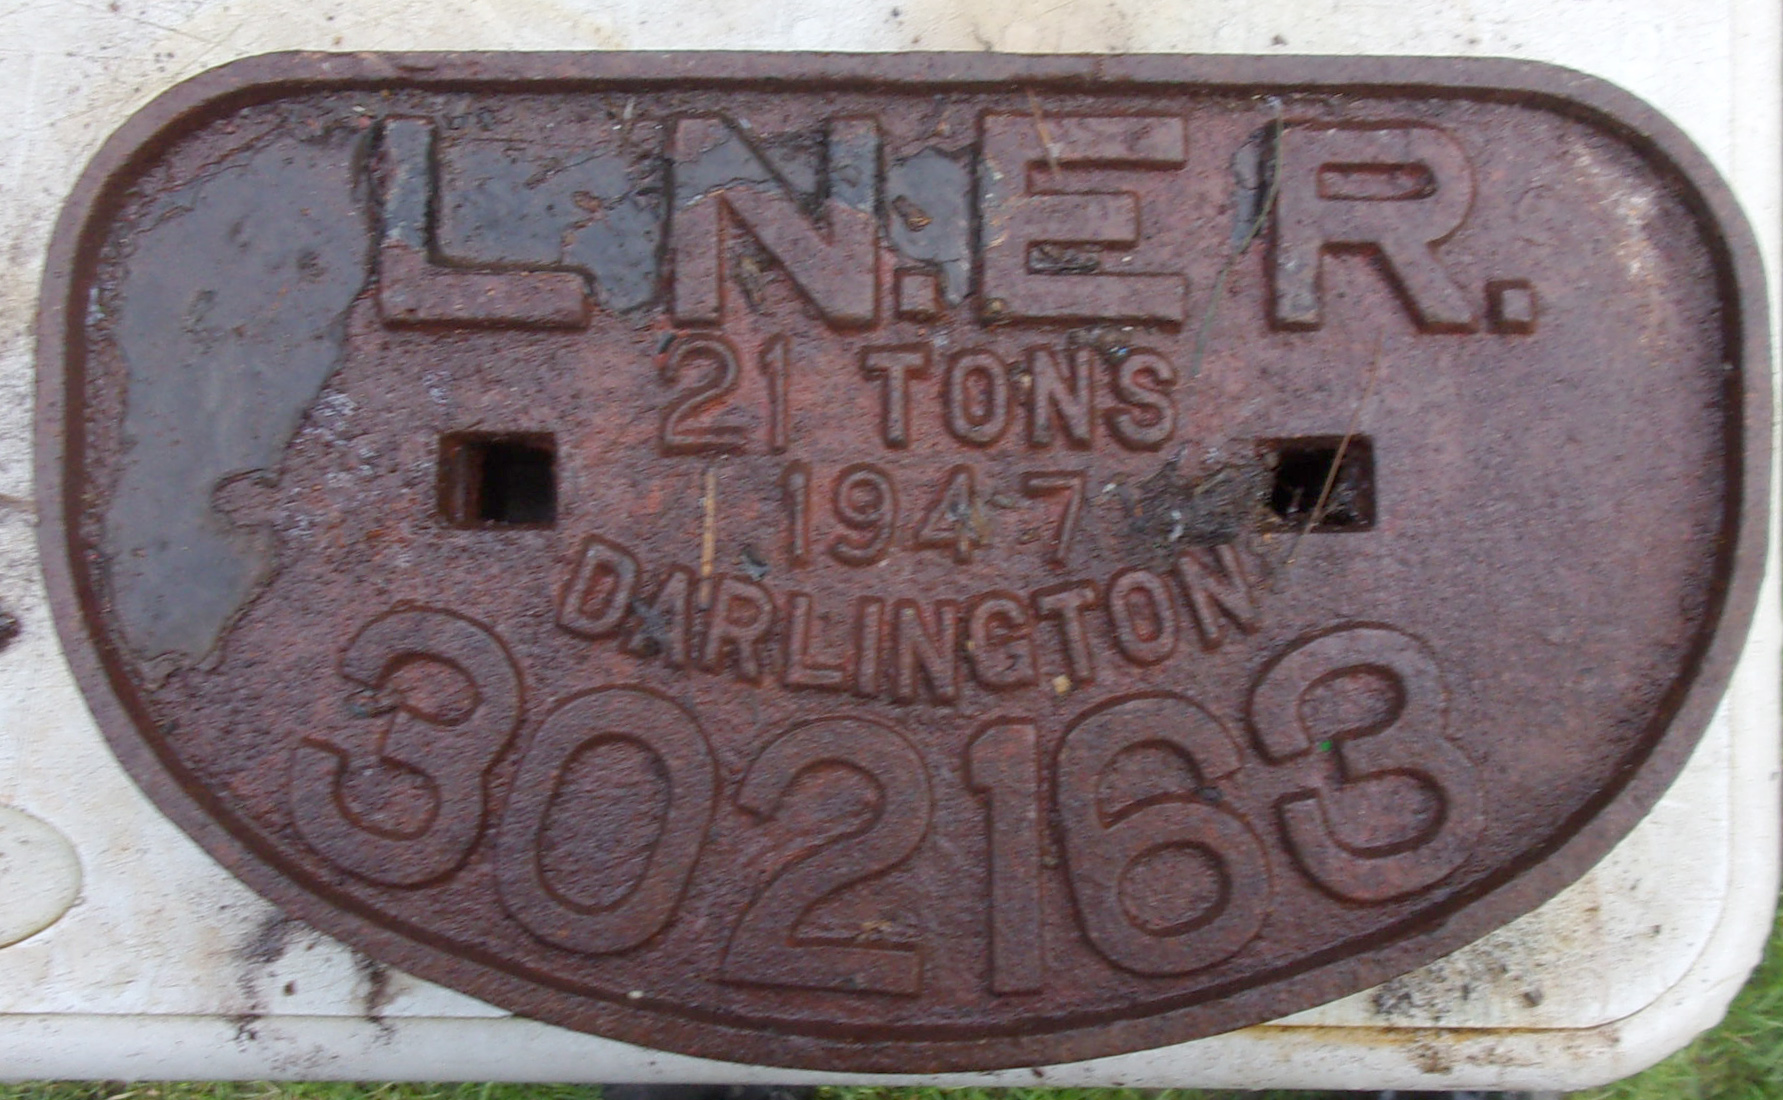 L N.E R.
21 TONS
1947
DARLINGTON
302163